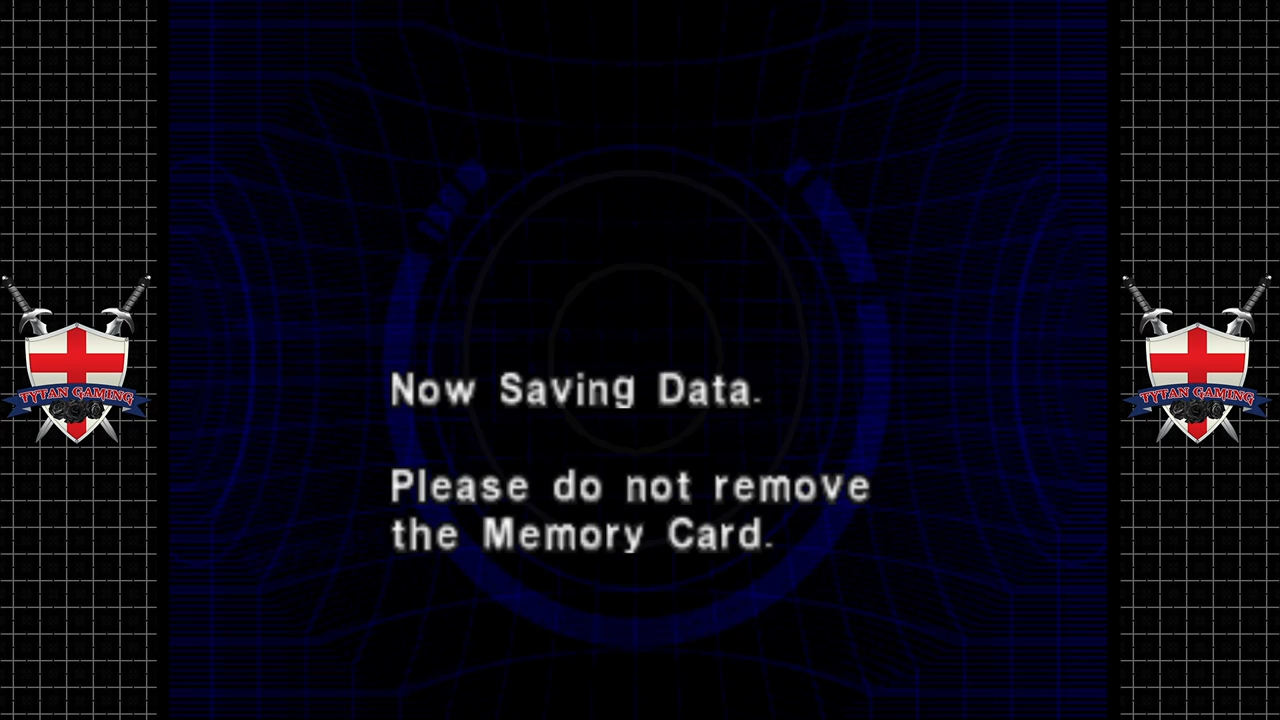 Now Saving Data.
Please do not remove
the Memory Card.
TYTAN GAMING
TYTAN GAMING